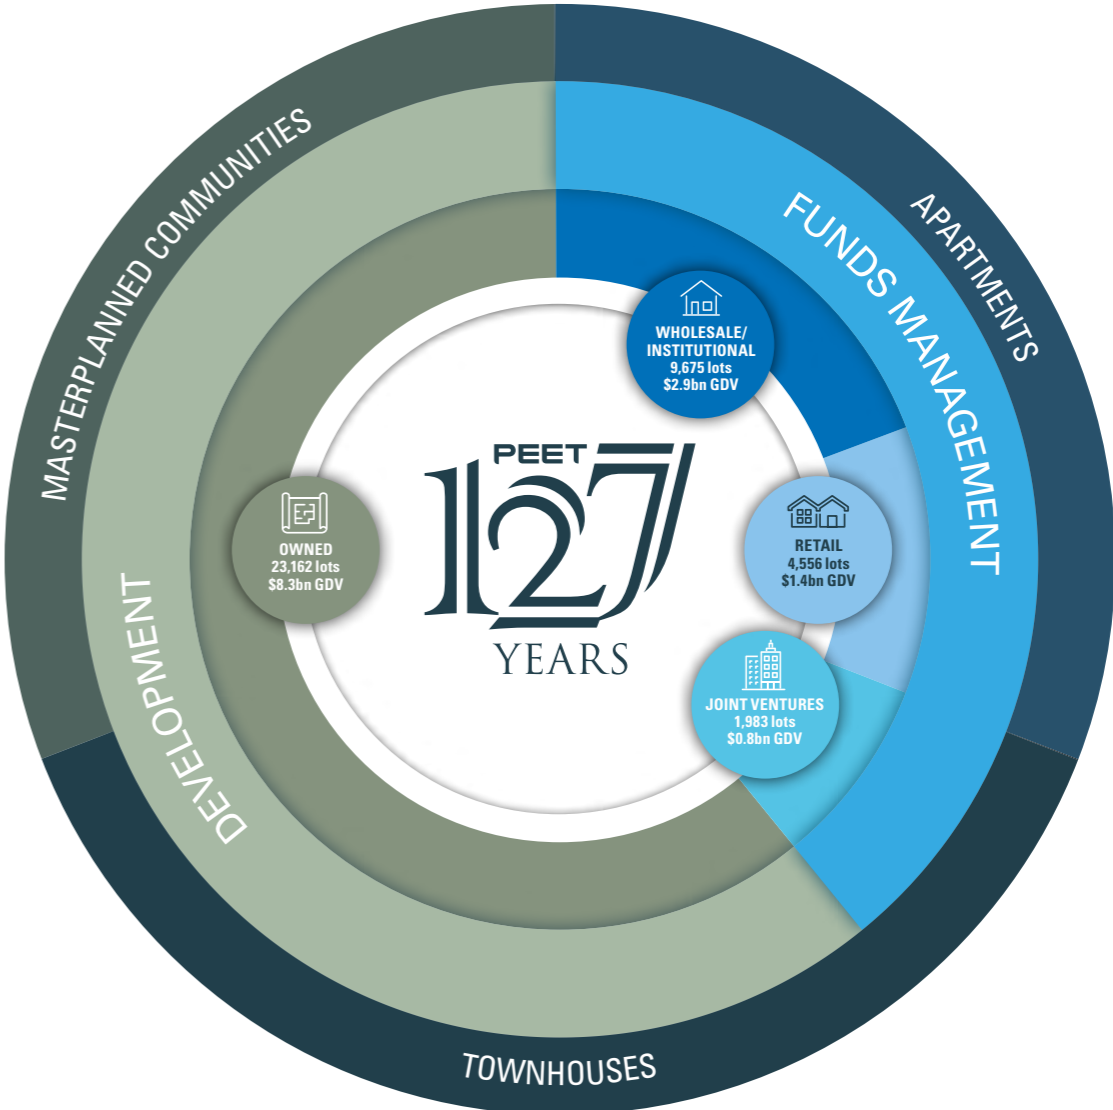 MASTERPLANNED COMMUNITIES
APARTMENTS
FUNDS MANAGEMENT
WHOLESALE/
INSTITUTIONAL
9,675 lots
$2.9bn GDV
PEET
127
YEARS
OWNED
23,162 lots
$8.3bn GDV
RETAIL
4,556 lots
$1.4bn GDV
JOINT VENTURES
1,983 lots
$0.8bn GDV
DEVELOPMENT
TOWNHOUSES